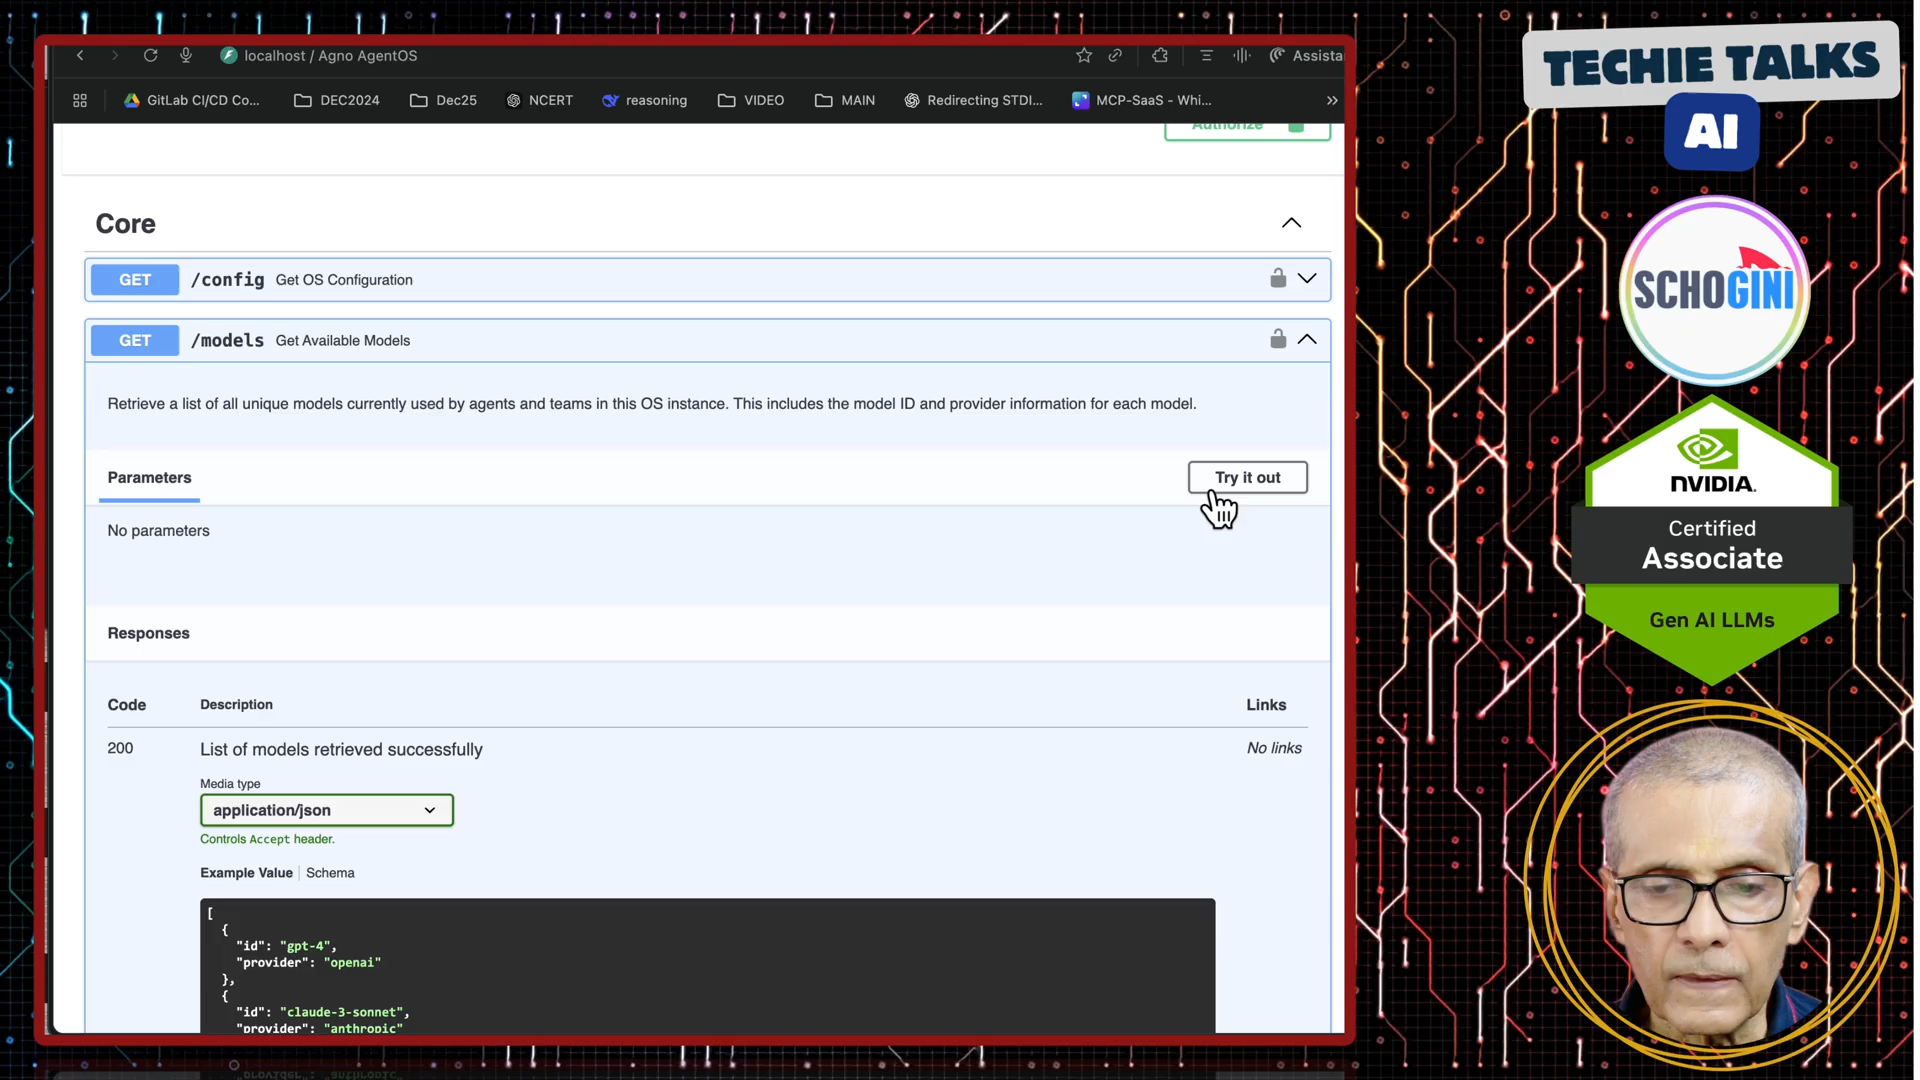 localhost / Agno AgentOS
Assista
GitLab CI/CD Co...
DEC2024
Dec25
NCERT
reasoning
VIDEO
MAIN
Redirecting STDI...
MCP-SaaS - Whi...
»
Authorize
Core
GET /config Get OS Configuration
GET /models Get Available Models
Retrieve a list of all unique models currently used by agents and teams in this OS instance. This includes the model ID and provider information for each model.
Parameters
Try it out
No parameters
Responses
Code Description Links
200 List of models retrieved successfully No links
Media type
application/json
Controls Accept header.
Example Value | Schema
[
{
"id": "gpt-4",
"provider": "openai"
},
{
"id": "claude-3-sonnet",
"provider": "anthropic"
TECHIE TALKS
AI
SCHOGINI
NVIDIA.
Certified
Associate
Gen AI LLMs